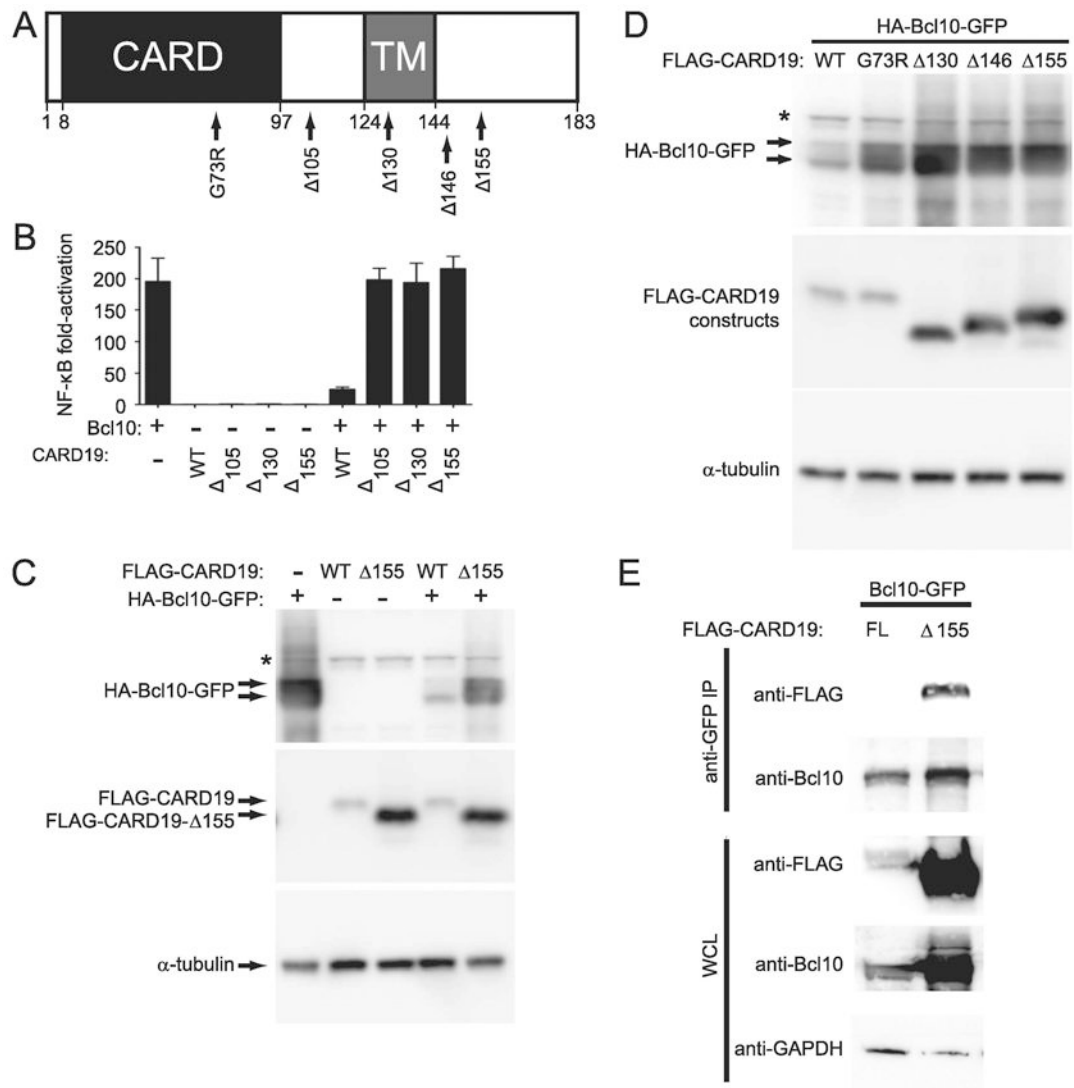 A
CARD
TM
1 8 97 124 144 183
G73R
Δ105
Δ130
Δ146
Δ155
B
NF-κB fold-activation
250
200
150
100
50
0
Bcl10: + - - - - + + + +
CARD19: - WT Δ105 Δ130 Δ155 WT Δ105 Δ130 Δ155
C
FLAG-CARD19: - WT Δ155 WT Δ155
HA-Bcl10-GFP: + - - + +
*
HA-Bcl10-GFP
FLAG-CARD19
FLAG-CARD19-Δ155
α-tubulin
D
HA-Bcl10-GFP
FLAG-CARD19: WT G73R Δ130 Δ146 Δ155
*
HA-Bcl10-GFP
FLAG-CARD19
constructs
α-tubulin
E
Bcl10-GFP
FLAG-CARD19: FL Δ155
anti-GFP IP
anti-FLAG
anti-Bcl10
WCL
anti-FLAG
anti-Bcl10
anti-GAPDH